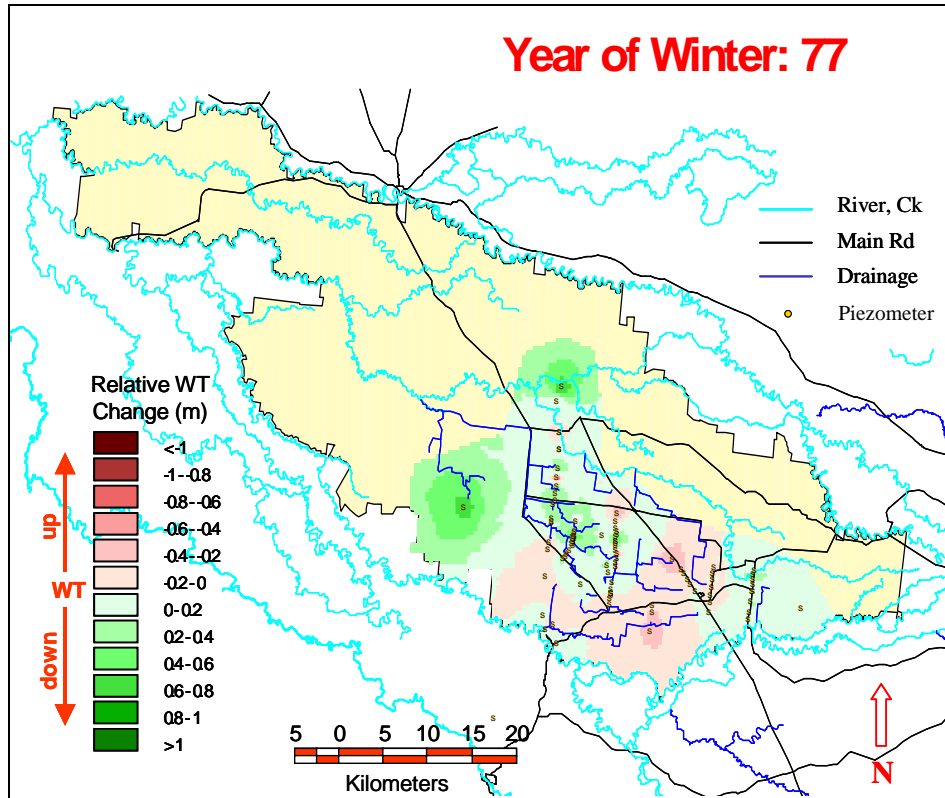 Year of Winter: 77
River, Ck
Main Rd
Drainage
Piezometer
Relative WT
Change (m)
<-1
-1--0.8
-0.8--0.6
-0.6--0.4
-0.4--0.2
-0.2-0
0-0.2
0.2-0.4
0.4-0.6
0.6-0.8
0.8-1
>1
up
WT
down
5 0 5 10 15 20
Kilometers
N